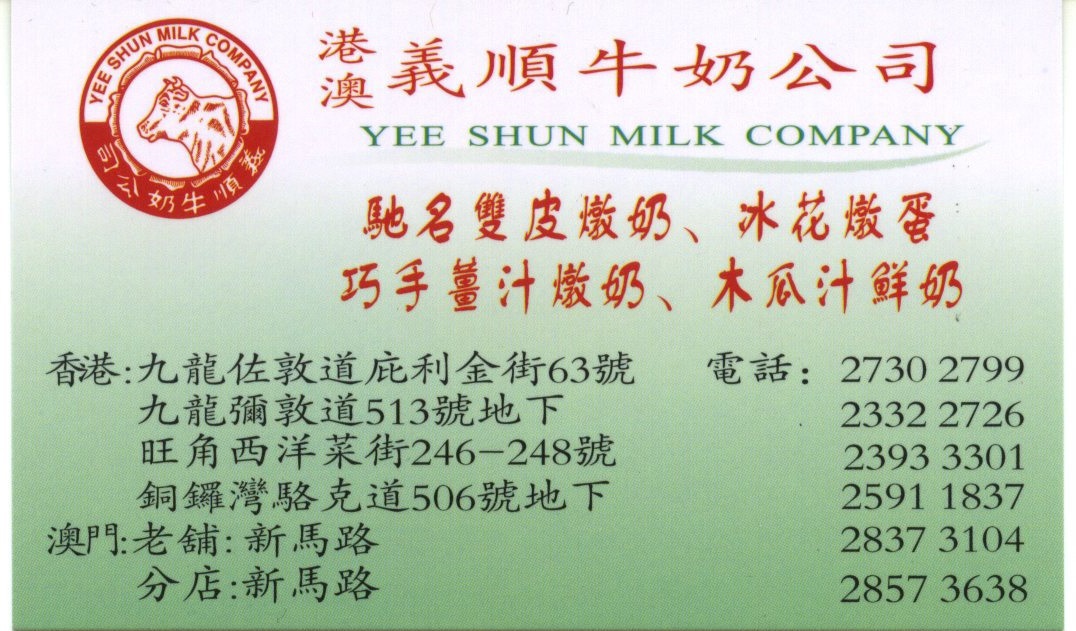 YEE SHUN MILK COMPANY
義順牛奶公司
港澳 義順牛奶公司
YEE SHUN MILK COMPANY
馳名雙皮燉奶、冰花燉蛋
巧手薑汁燉奶、木瓜汁鮮奶
香港:九龍佐敦道庇利金街63號 電話: 2730 2799
九龍彌敦道513號地下 2332 2726
旺角西洋菜街246-248號 2393 3301
銅鑼灣駱克道506號地下 2591 1837
澳門:老舖:新馬路 2837 3104
分店:新馬路 2857 3638